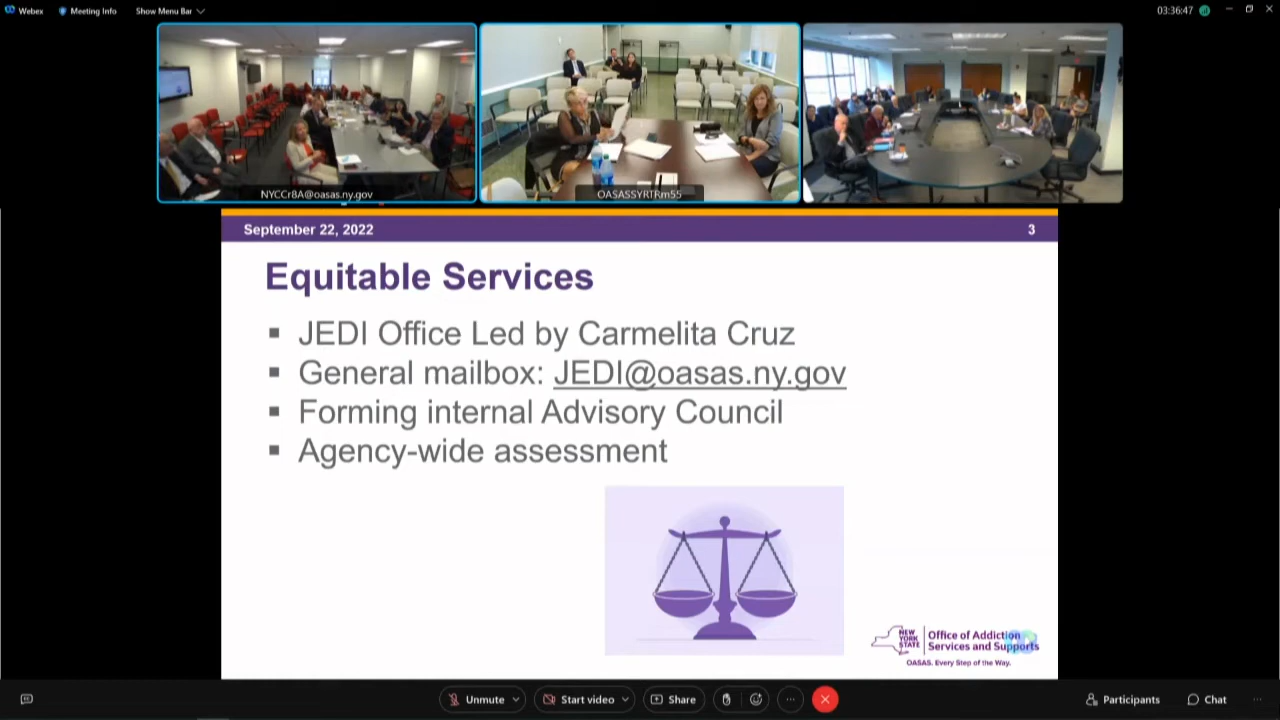 Webex Meeting Info Show Menu Bar 03:36:47
NYCCr8A@oasas.ny.gov OASASSYRTRm55
September 22, 2022 3
Equitable Services
JEDI Office Led by Carmelita Cruz
General mailbox: JEDI@oasas.ny.gov
Forming internal Advisory Council
Agency-wide assessment
NEW YORK STATE
Office of Addiction
Services and Supports
OASAS. Every Step of the Way.
Unmute Start video Share Participants Chat